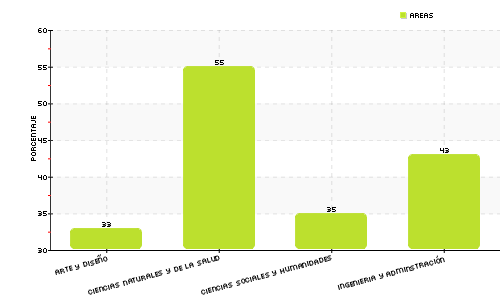 AREAS
PORCENTAJE
60
55
50
45
40
35
30
33
55
35
43
ARTE Y DISEÑO
CIENCIAS NATURALES Y DE LA SALUD
CIENCIAS SOCIALES Y HUMANIDADES
INGENIERIA Y ADMINSTRACIÓN